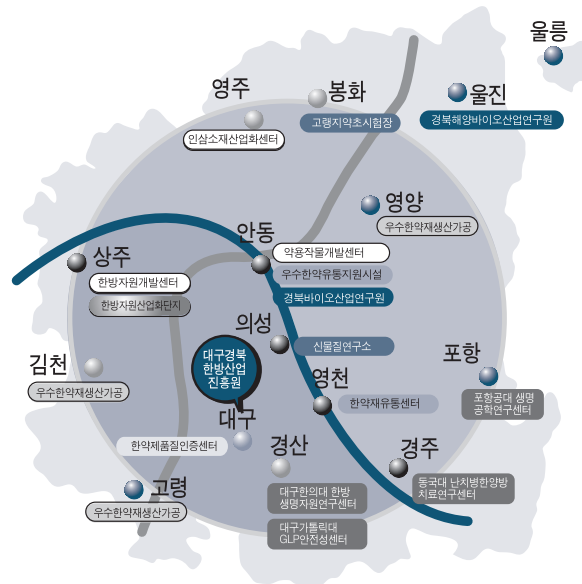 울릉
영주
봉화
울진
고랭지약초시험장
경북해양바이오산업연구원
인삼소재산업화센터
영양
우수한약재생산가공
안동
약용작물개발센터
상주
우수한약유통지원시설
한방자원개발센터
경북바이오산업연구원
한방자원산업화단지
의성
신물질연구소
대구경북
한방산업
진흥원
포항
김천
영천
우수한약재생산가공
한약재유통센터
포항공대 생명
공학연구센터
대구
한약제품질인증센터
경산
경주
고령
대구한의대 한방
생명자원연구센터
동국대 난치병한양방
치료연구센터
우수한약재생산가공
대구가톨릭대
GLP안전성센터